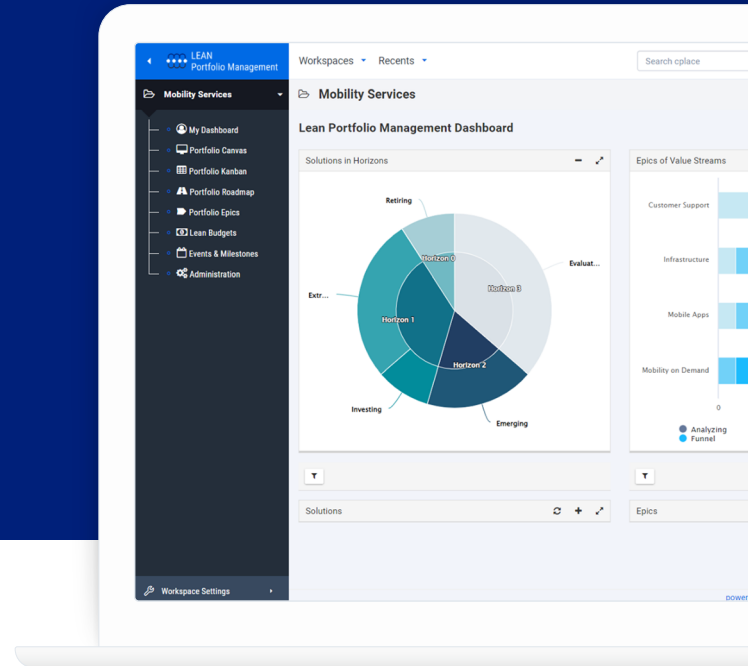 LEAN
Portfolio Management
Workspaces
Recents
Search cplace
Mobility Services
Mobility Services
My Dashboard
Portfolio Canvas
Portfolio Kanban
Portfolio Roadmap
Portfolio Epics
Lean Budgets
Events & Milestones
Administration
Workspace Settings
Lean Portfolio Management Dashboard
Solutions in Horizons
Retiring
Horizon 0
Evaluat...
Horizon 3
Extr...
Horizon 1
Horizon 2
Investing
Emerging
Epics of Value Streams
Customer Support
Infrastructure
Mobile Apps
Mobility on Demand
0
Analyzing
Funnel
Solutions
Epics
power